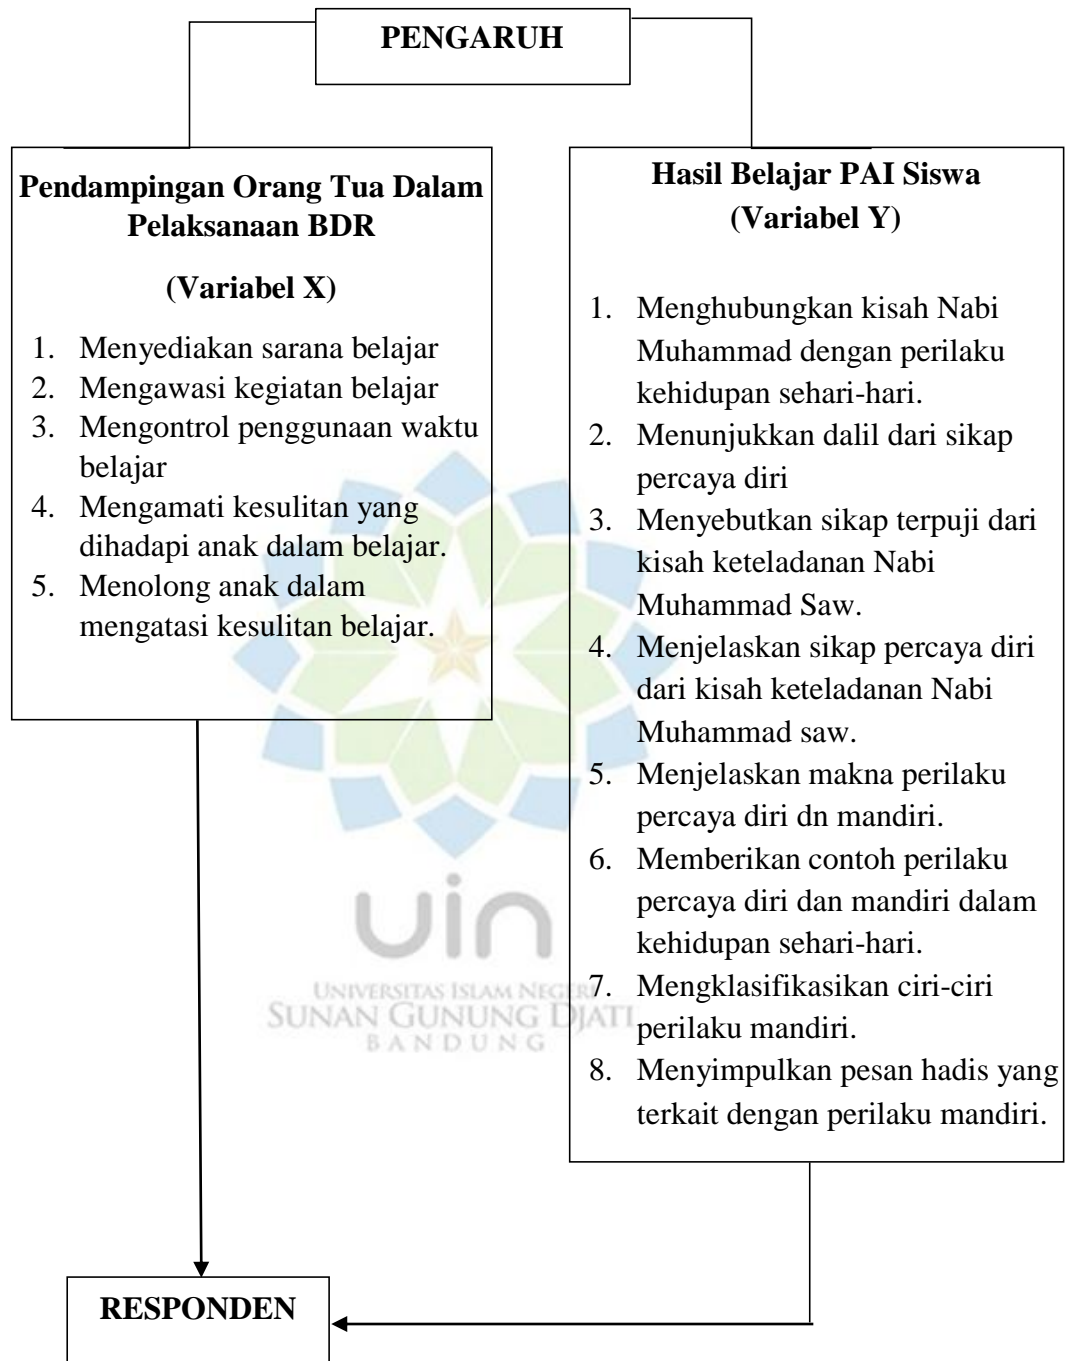 PENGARUH
Pendampingan Orang Tua Dalam
Pelaksanaan BDR
(Variabel X)
1. Menyediakan sarana belajar
2. Mengawasi kegiatan belajar
3. Mengontrol penggunaan waktu
belajar
4. Mengamati kesulitan yang
dihadapi anak dalam belajar.
5. Menolong anak dalam
mengatasi kesulitan belajar.
Hasil Belajar PAI Siswa
(Variabel Y)
1. Menghubungkan kisah Nabi
Muhammad dengan perilaku
kehidupan sehari-hari.
2. Menunjukkan dalil dari sikap
percaya diri
3. Menyebutkan sikap terpuji dari
kisah keteladanan Nabi
Muhammad Saw.
4. Menjelaskan sikap percaya diri
dari kisah keteladanan Nabi
Muhammad saw.
5. Menjelaskan makna perilaku
percaya diri dn mandiri.
6. Memberikan contoh perilaku
percaya diri dan mandiri dalam
kehidupan sehari-hari.
7. Mengklasifikasikan ciri-ciri
perilaku mandiri.
8. Menyimpulkan pesan hadis yang
terkait dengan perilaku mandiri.
uin
UNIVERSITAS ISLAM NEGERI
SUNAN GUNUNG DJATI
BANDUNG
RESPONDEN